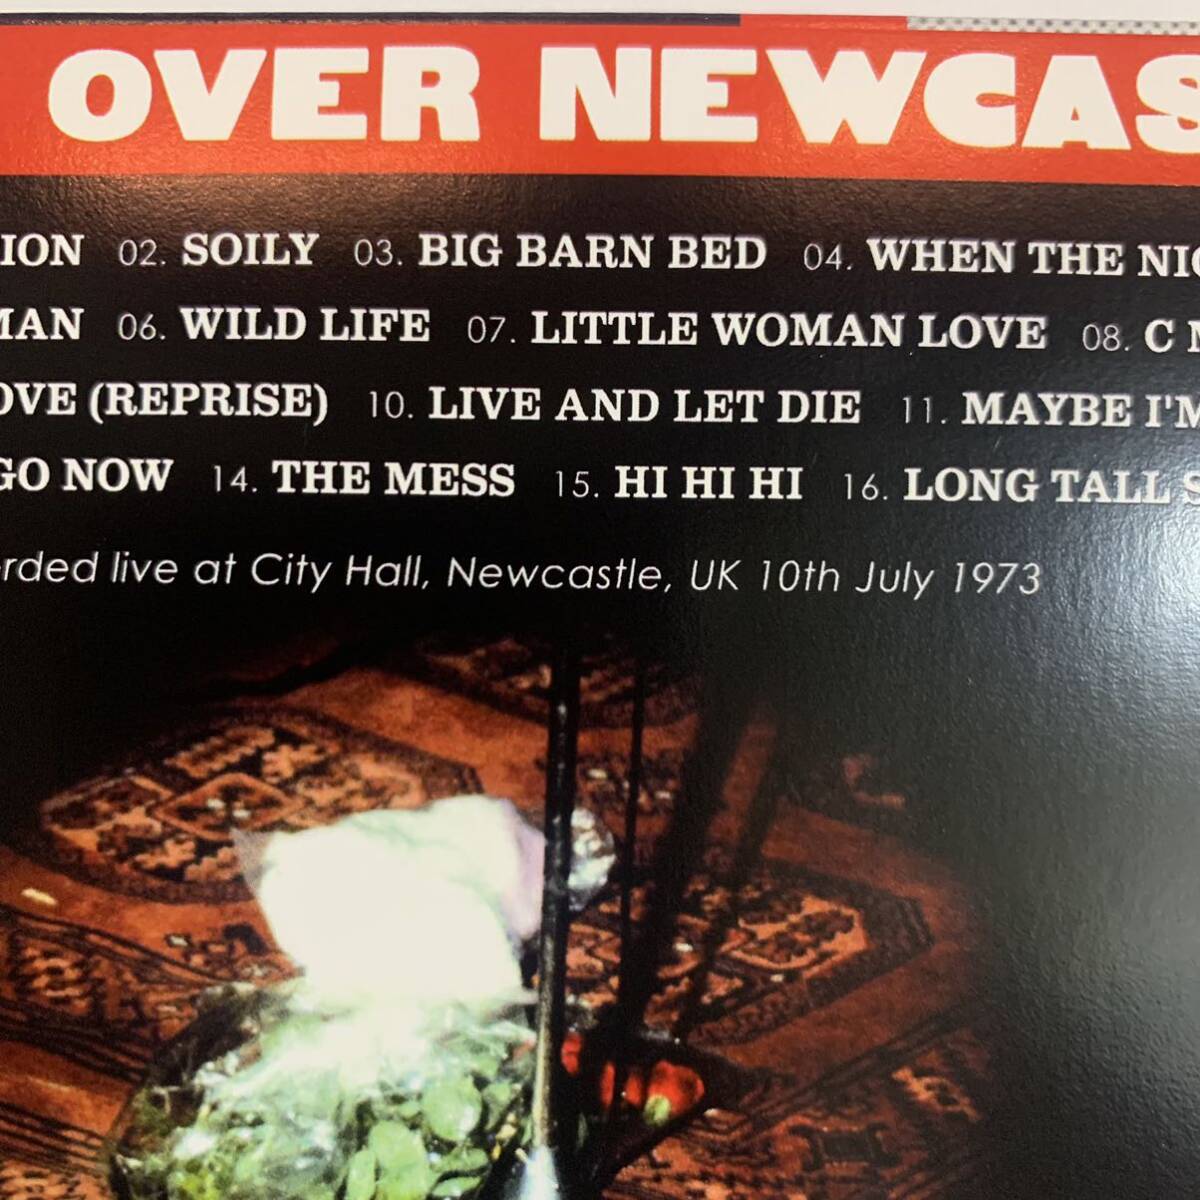 OVER NEWCAS
ION 02. SOILY 03. BIG BARN BED 04. WHEN THE NIG
MAN 06. WILD LIFE 07. LITTLE WOMAN LOVE 08. C M
OVE (REPRISE) 10. LIVE AND LET DIE 11. MAYBE I'M
GO NOW 14. THE MESS 15. HI HI HI 16. LONG TALL S
rded live at City Hall, Newcastle, UK 10th July 1973